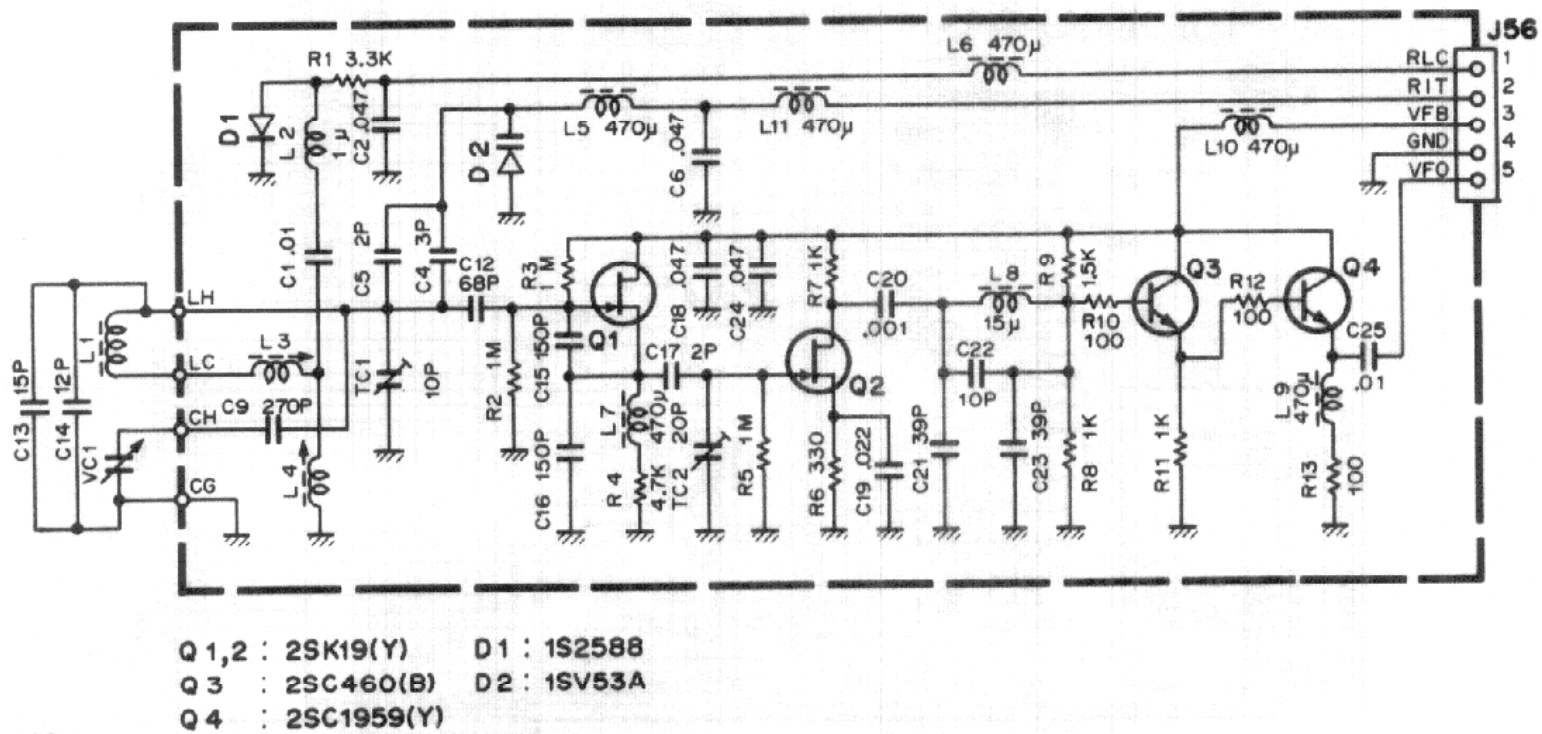 J56
L6 470μ
RLC 1
RIT 2
VFB 3
GND 4
VFO 5
R1 3.3K
D1
L2 1μ
C2 .047
L5 470μ
L11 470μ
L10 470μ
D2
C6 .047
C1 .01
C5 2P
C4 3P
C12 68P
R3 1M
C18 .047
C24 .047
R7 1K
C20 .001
L8 15μ
R9 1.5K
Q3
R12 100
Q4
LH
L1
C13 15P
C14 12P
LC
L3
TC1 10P
R2 1M
C15 150P
Q1
C17 2P
Q2
C22 10P
R10 100
C25 .01
CH
C9 270P
VC1
CG
L4
C16 150P
L7 470μ
R4 4.7K
TC2 20P
R5 1M
R6 330
C19 .022
C21 39P
C23 39P
R8 1K
R11 1K
L9 470μ
R13 100
Q1,2 : 2SK19(Y) D1 : 1S2588
Q3 : 2SC460(B) D2 : 1SV53A
Q4 : 2SC1959(Y)